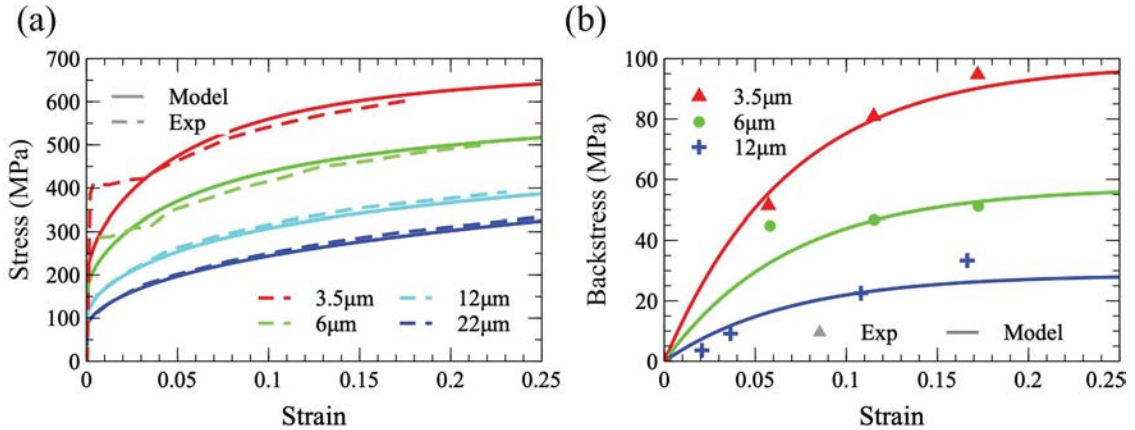 (a)
700
600
500
400
300
200
100
0
Stress (MPa)
Model
Exp
3.5μm
12μm
6μm
22μm
0 0.05 0.1 0.15 0.2 0.25
Strain
(b)
100
80
60
40
20
0
Backstress (MPa)
3.5μm
6μm
12μm
Exp Model
0 0.05 0.1 0.15 0.2 0.25
Strain